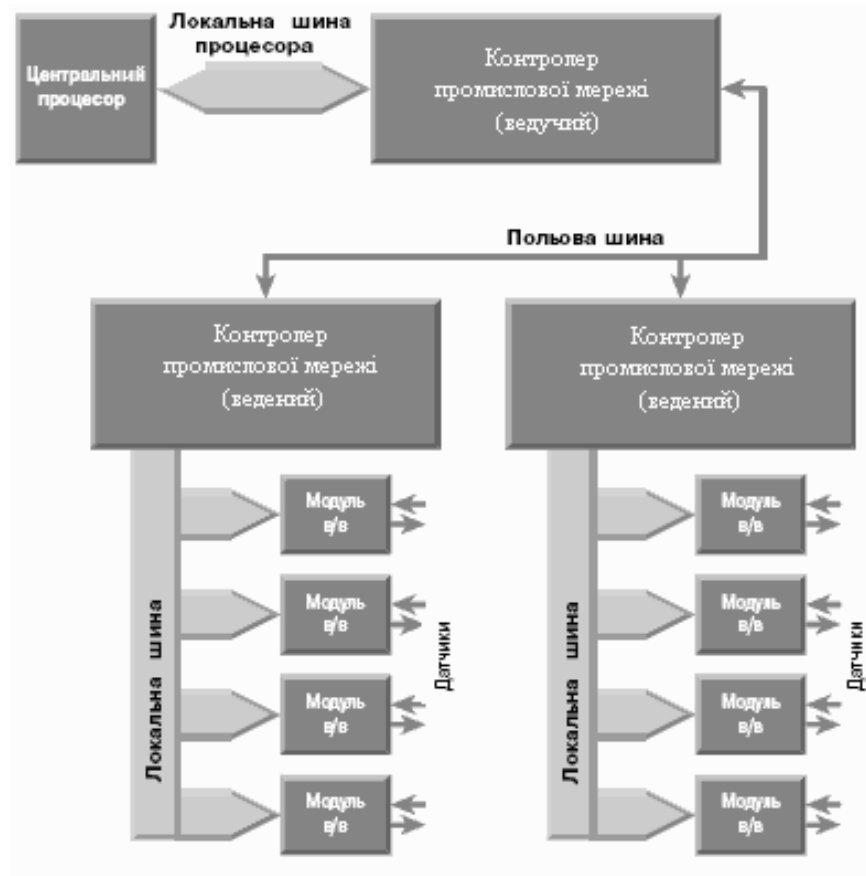 Локальна шина
процесора
Центральний
процесор
Контролер
промислової мережі
(ведучий)
Польова шина
Контролер
промислової мережі
(ведений)
Контролер
промислової мережі
(ведений)
Локальна шина
Модуль
в/в
Модуль
в/в
Модуль
в/в
Модуль
в/в
Датчики
Локальна шина
Модуль
в/в
Модуль
в/в
Модуль
в/в
Модуль
в/в
Датчики